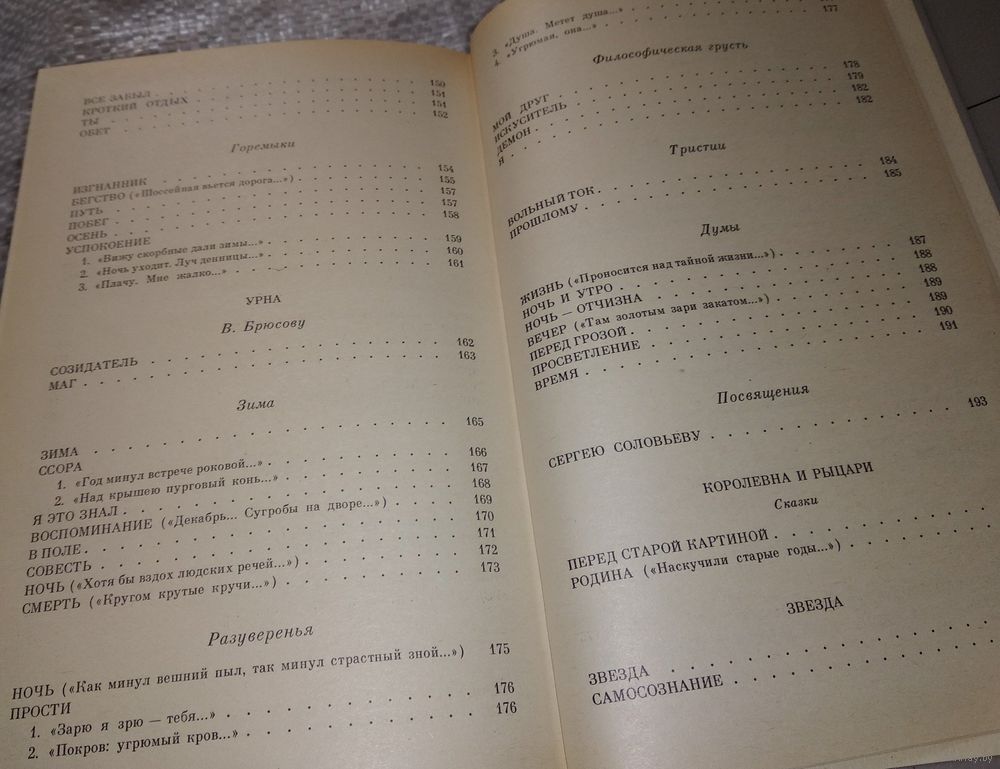 ВСЕ ЗАБЫЛ 150
КРОТКИЙ ОТДЫХ 151
ТЫ 151
ОБЕТ 152
Горемыки
ИЗГНАННИК 154
БЕГСТВО («Шоссейная вьется дорога...») 155
ПУТЬ 157
ПОБЕГ 157
ОСЕНЬ 158
УСПОКОЕНИЕ
1. «Вижу скорбные дали зимы...» 159
2. «Ночь уходит. Луч денницы...» 160
3. «Плачу. Мне жалко...» 161
УРНА
В. Брюсову
СОЗИДАТЕЛЬ 162
МАГ 163
Зима
ЗИМА 165
ССОРА
1. «Год минул встрече роковой...» 166
2. «Над крышею пурговый конь...» 167
Я ЭТО ЗНАЛ 168
ВОСПОМИНАНИЕ («Декабрь... Сугробы на дворе...») 169
В ПОЛЕ 170
СОВЕСТЬ 171
НОЧЬ («Хотя бы вздох людских речей...») 172
СМЕРТЬ («Кругом крутые кручи...») 173
Разуверенья
НОЧЬ («Как минул вешний пыл, так минул страстный зной...») 175
ПРОСТИ
1. «Зарю я зрю — тебя...» 176
2. «Покров: угрюмый кров...» 176
3. «Душа. Метет душа...»
4. «Угрюмая, она...» 177
Философическая грусть
МОЙ ДРУГ 178
ИСКУСИТЕЛЬ 179
ДЕМОН 182
Я 182
Тристии
ВОЛЬНЫЙ ТОК 184
ПРОШЛОМУ 185
Думы
ЖИЗНЬ («Проносится над тайной жизни...») 187
НОЧЬ И УТРО 188
НОЧЬ — ОТЧИЗНА 188
ВЕЧЕР («Там золотым зари закатом...») 189
ПЕРЕД ГРОЗОЙ 189
ПРОСВЕТЛЕНИЕ 190
ВРЕМЯ 191
Посвящения
СЕРГЕЮ СОЛОВЬЕВУ 193
КОРОЛЕВНА И РЫЦАРИ
Сказки
ПЕРЕД СТАРОЙ КАРТИНОЙ
РОДИНА («Наскучили старые годы...»)
ЗВЕЗДА
ЗВЕЗДА
САМОСОЗНАНИЕ